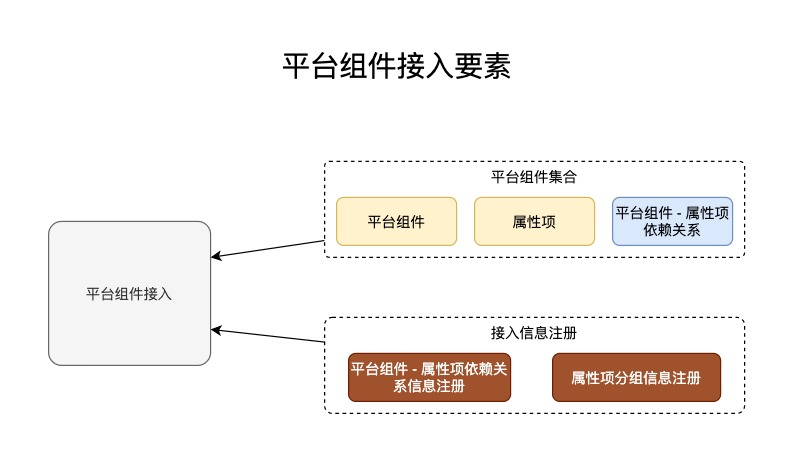 平台组件接入要素
平台组件集合
平台组件
属性项
平台组件 - 属性项
依赖关系
平台组件接入
接入信息注册
平台组件 - 属性项依赖关
系信息注册
属性项分组信息注册